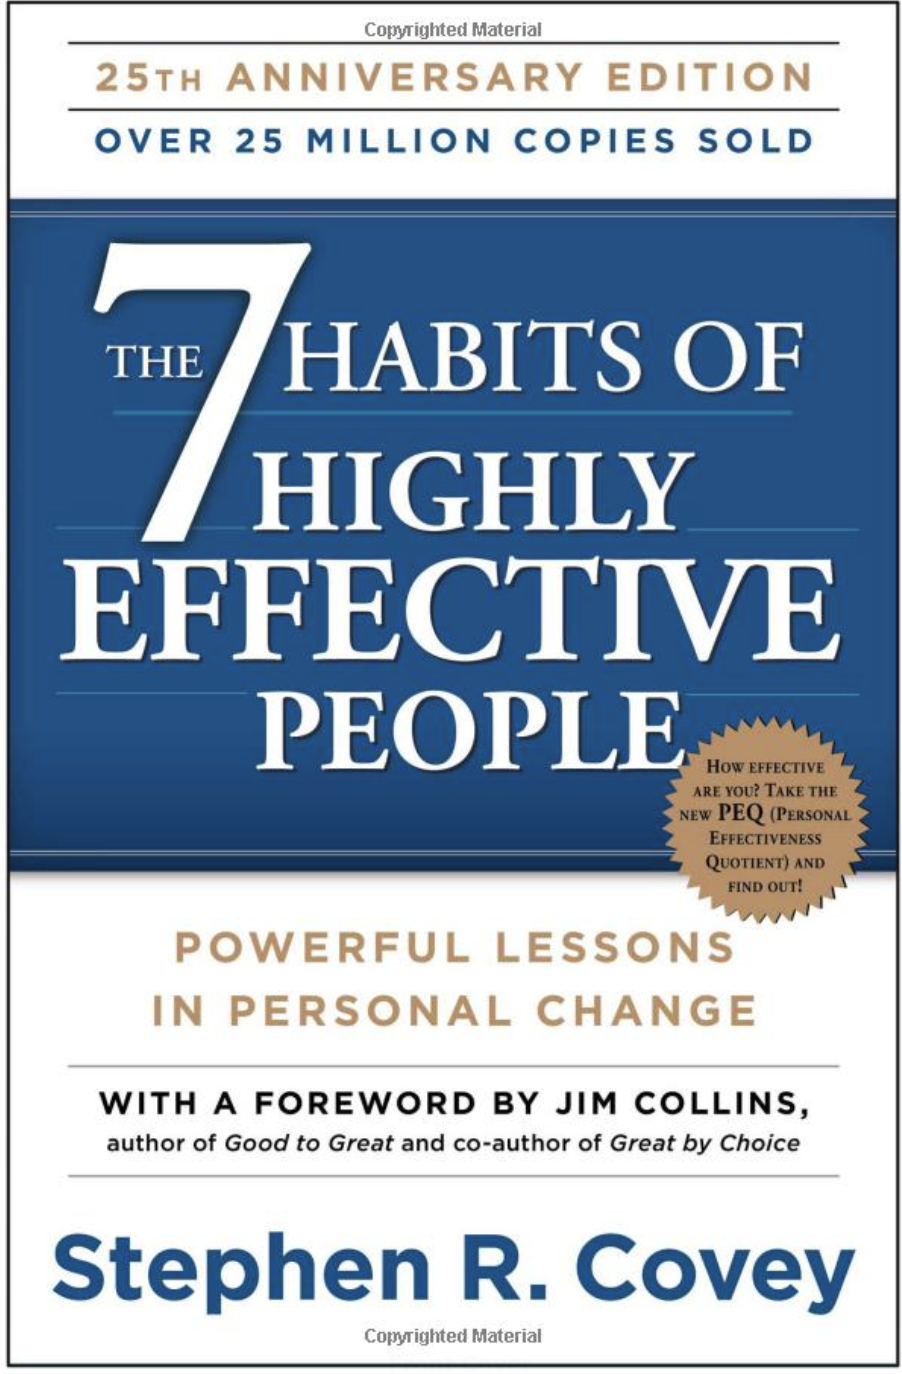 Copyrighted Material
25TH ANNIVERSARY EDITION
OVER 25 MILLION COPIES SOLD
THE 7 HABITS OF
HIGHLY
EFFECTIVE
PEOPLE
HOW EFFECTIVE
ARE YOU? TAKE THE
NEW PEQ (PERSONAL
EFFECTIVENESS
QUOTIENT) AND
FIND OUT!
POWERFUL LESSONS
IN PERSONAL CHANGE
WITH A FOREWORD BY JIM COLLINS,
author of Good to Great and co-author of Great by Choice
Stephen R. Covey
Copyrighted Material